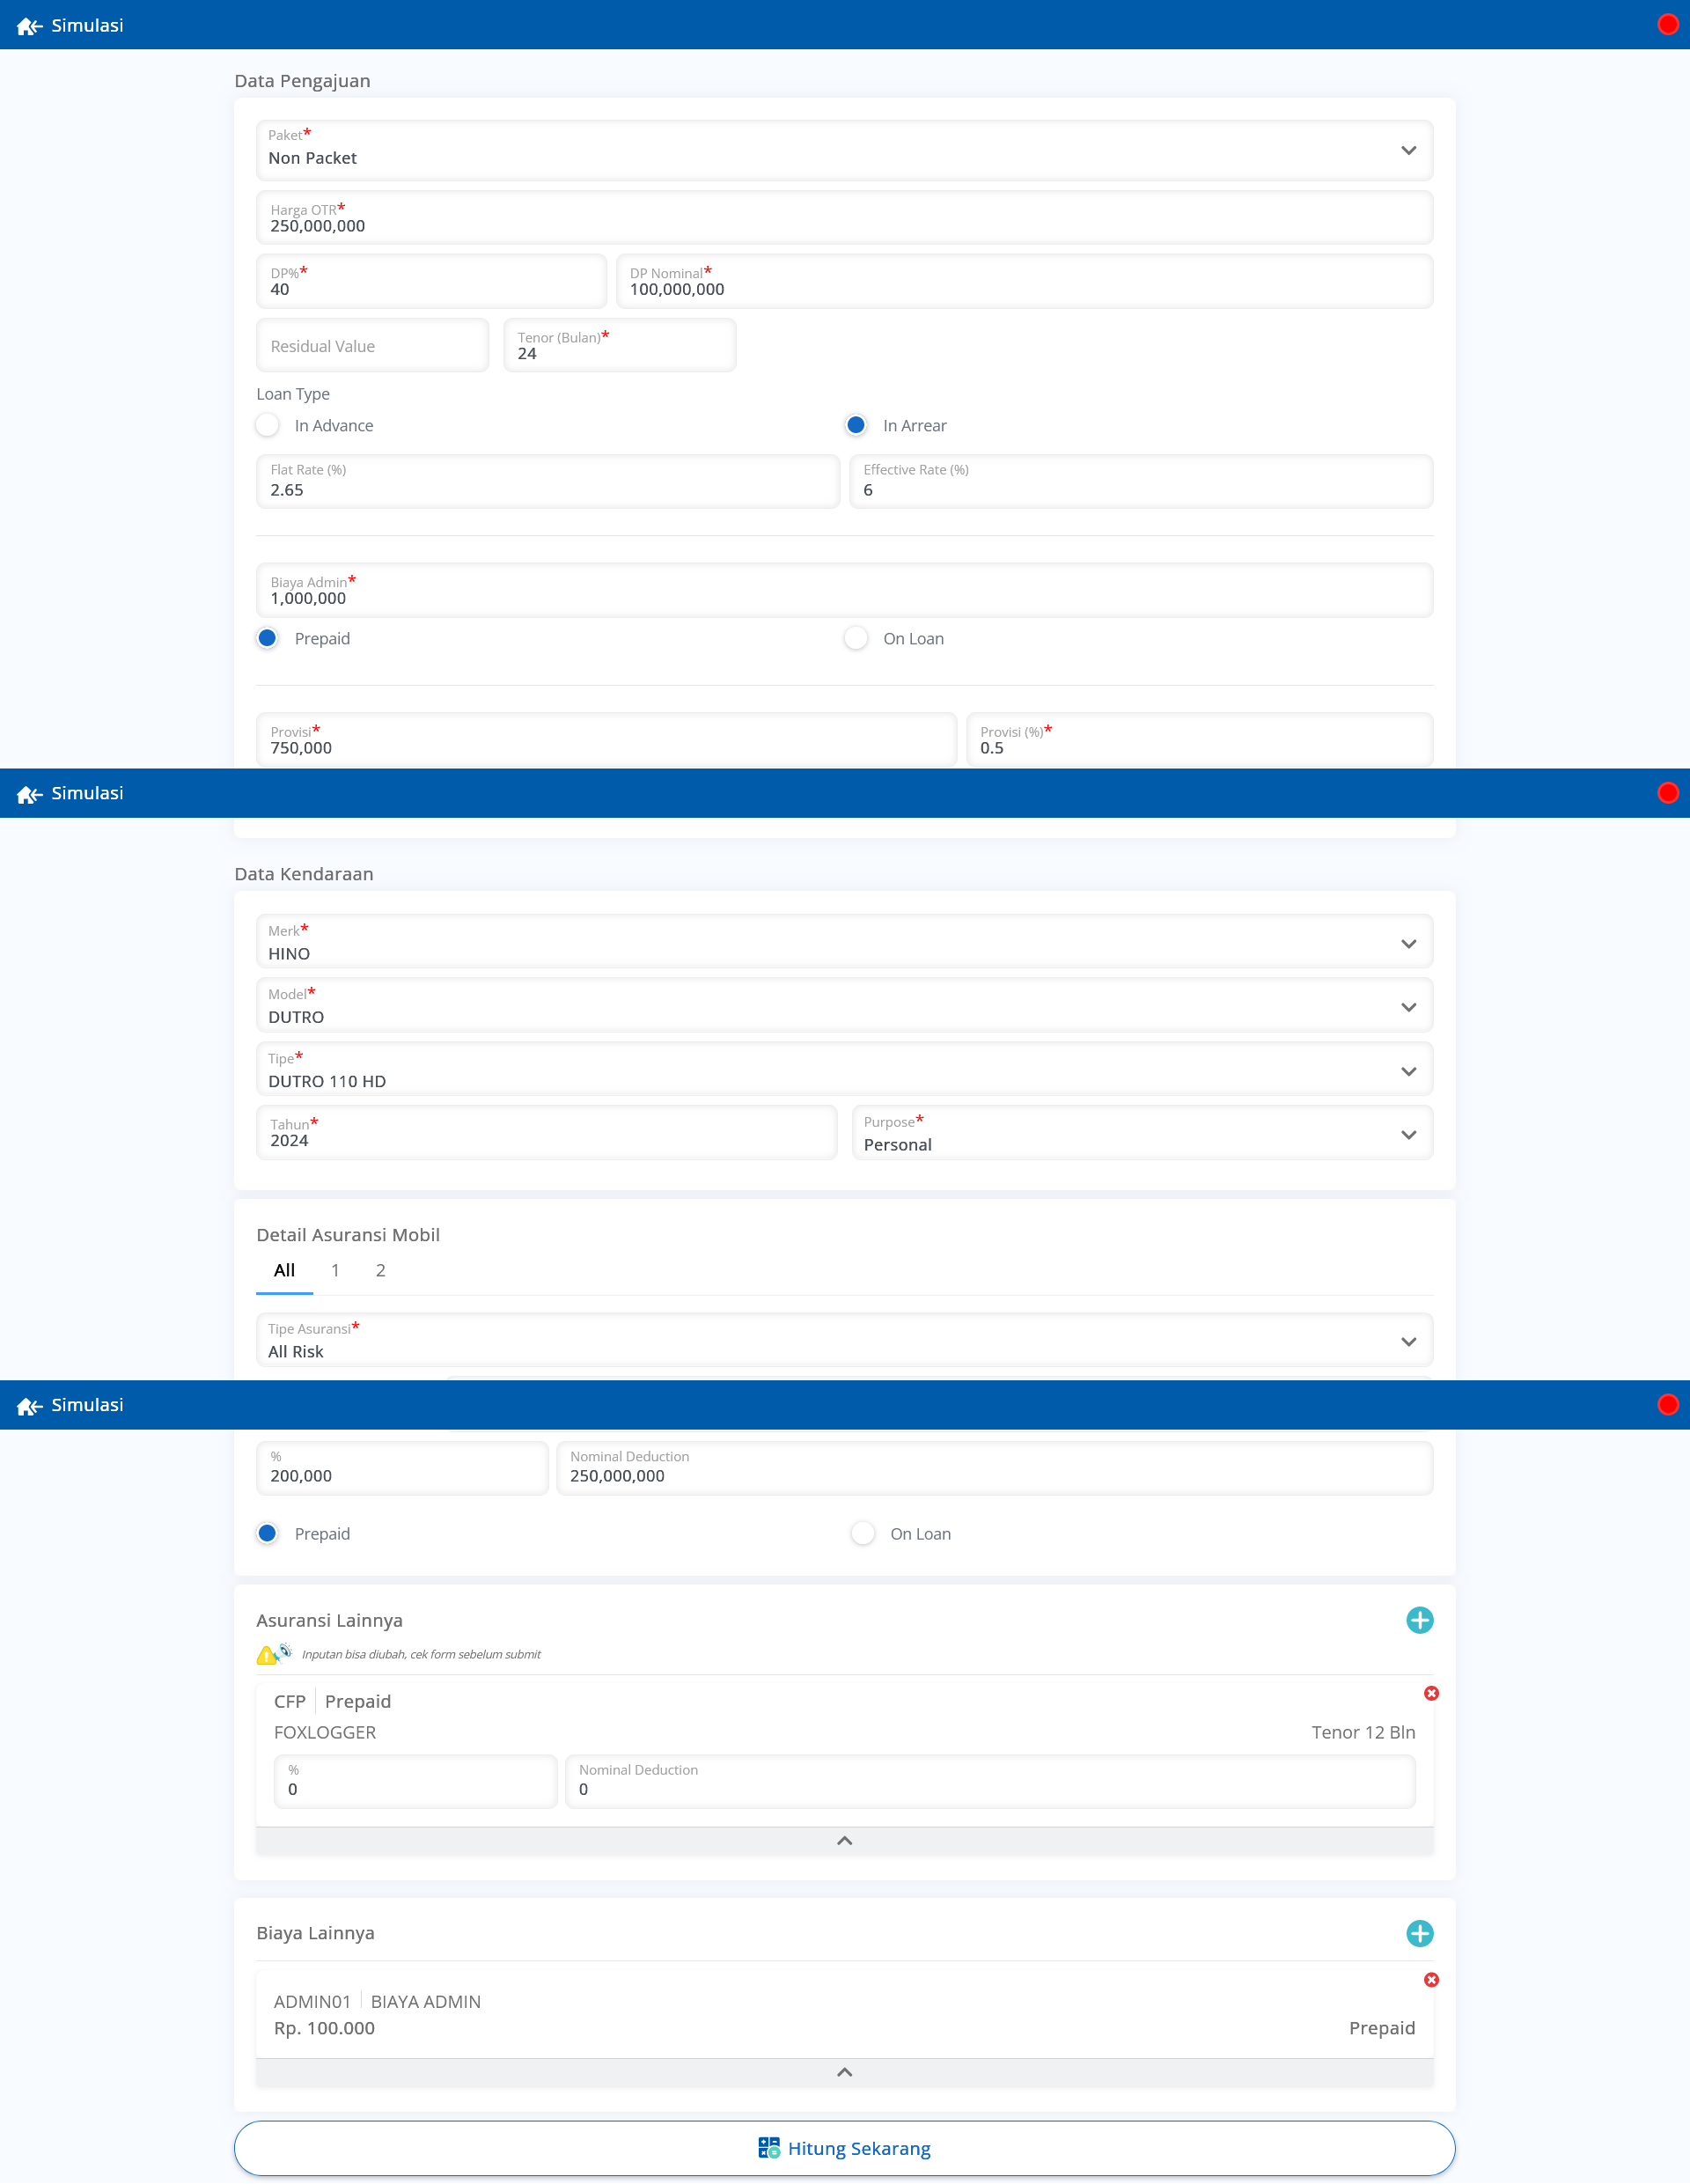 Simulasi
Data Pengajuan
Paket*
Non Packet
Harga OTR*
250,000,000
DP%*
40
DP Nominal*
100,000,000
Residual Value
Tenor (Bulan)*
24
Loan Type
In Advance
In Arrear
Flat Rate (%)
2.65
Effective Rate (%)
6
Biaya Admin*
1,000,000
Prepaid
On Loan
Provisi*
750,000
Provisi (%)*
0.5
Simulasi
Data Kendaraan
Merk*
HINO
Model*
DUTRO
Tipe*
DUTRO 110 HD
Tahun*
2024
Purpose*
Personal
Detail Asuransi Mobil
All 1 2
Tipe Asuransi*
All Risk
Simulasi
%
200,000
Nominal Deduction
250,000,000
Prepaid
On Loan
Asuransi Lainnya
Inputan bisa diubah, cek form sebelum submit
CFP Prepaid
FOXLOGGER
Tenor 12 Bln
%
0
Nominal Deduction
0
Biaya Lainnya
ADMIN01 BIAYA ADMIN
Rp. 100.000
Prepaid
Hitung Sekarang